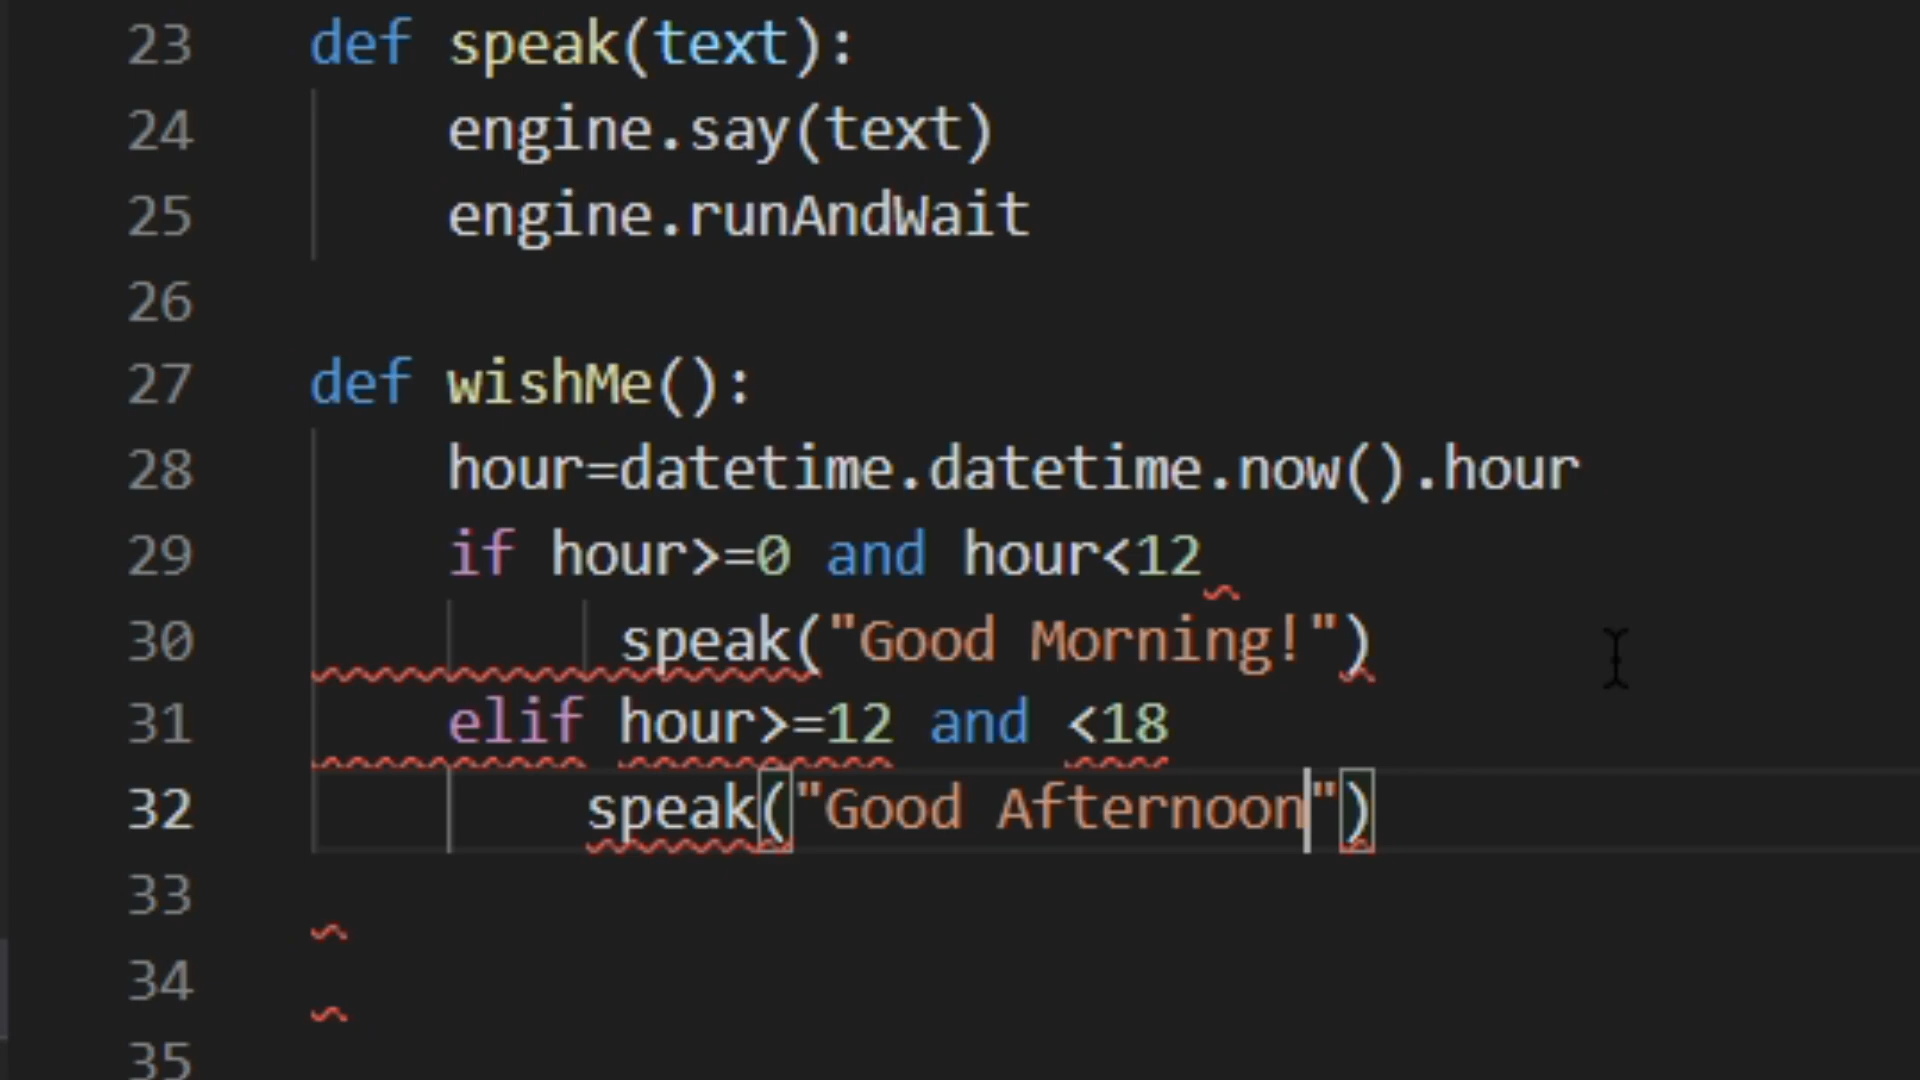 23 def speak(text):
24 engine.say(text)
25 engine.runAndWait
26
27 def wishMe():
28 hour=datetime.datetime.now().hour
29 if hour>=0 and hour<12
30 speak("Good Morning!")
31 elif hour>=12 and <18
32 speak("Good Afternoon")
33
34
35